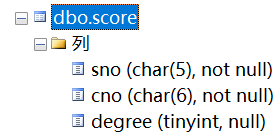 dbo.score
列
sno (char(5), not null)
cno (char(6), not null)
degree (tinyint, null)